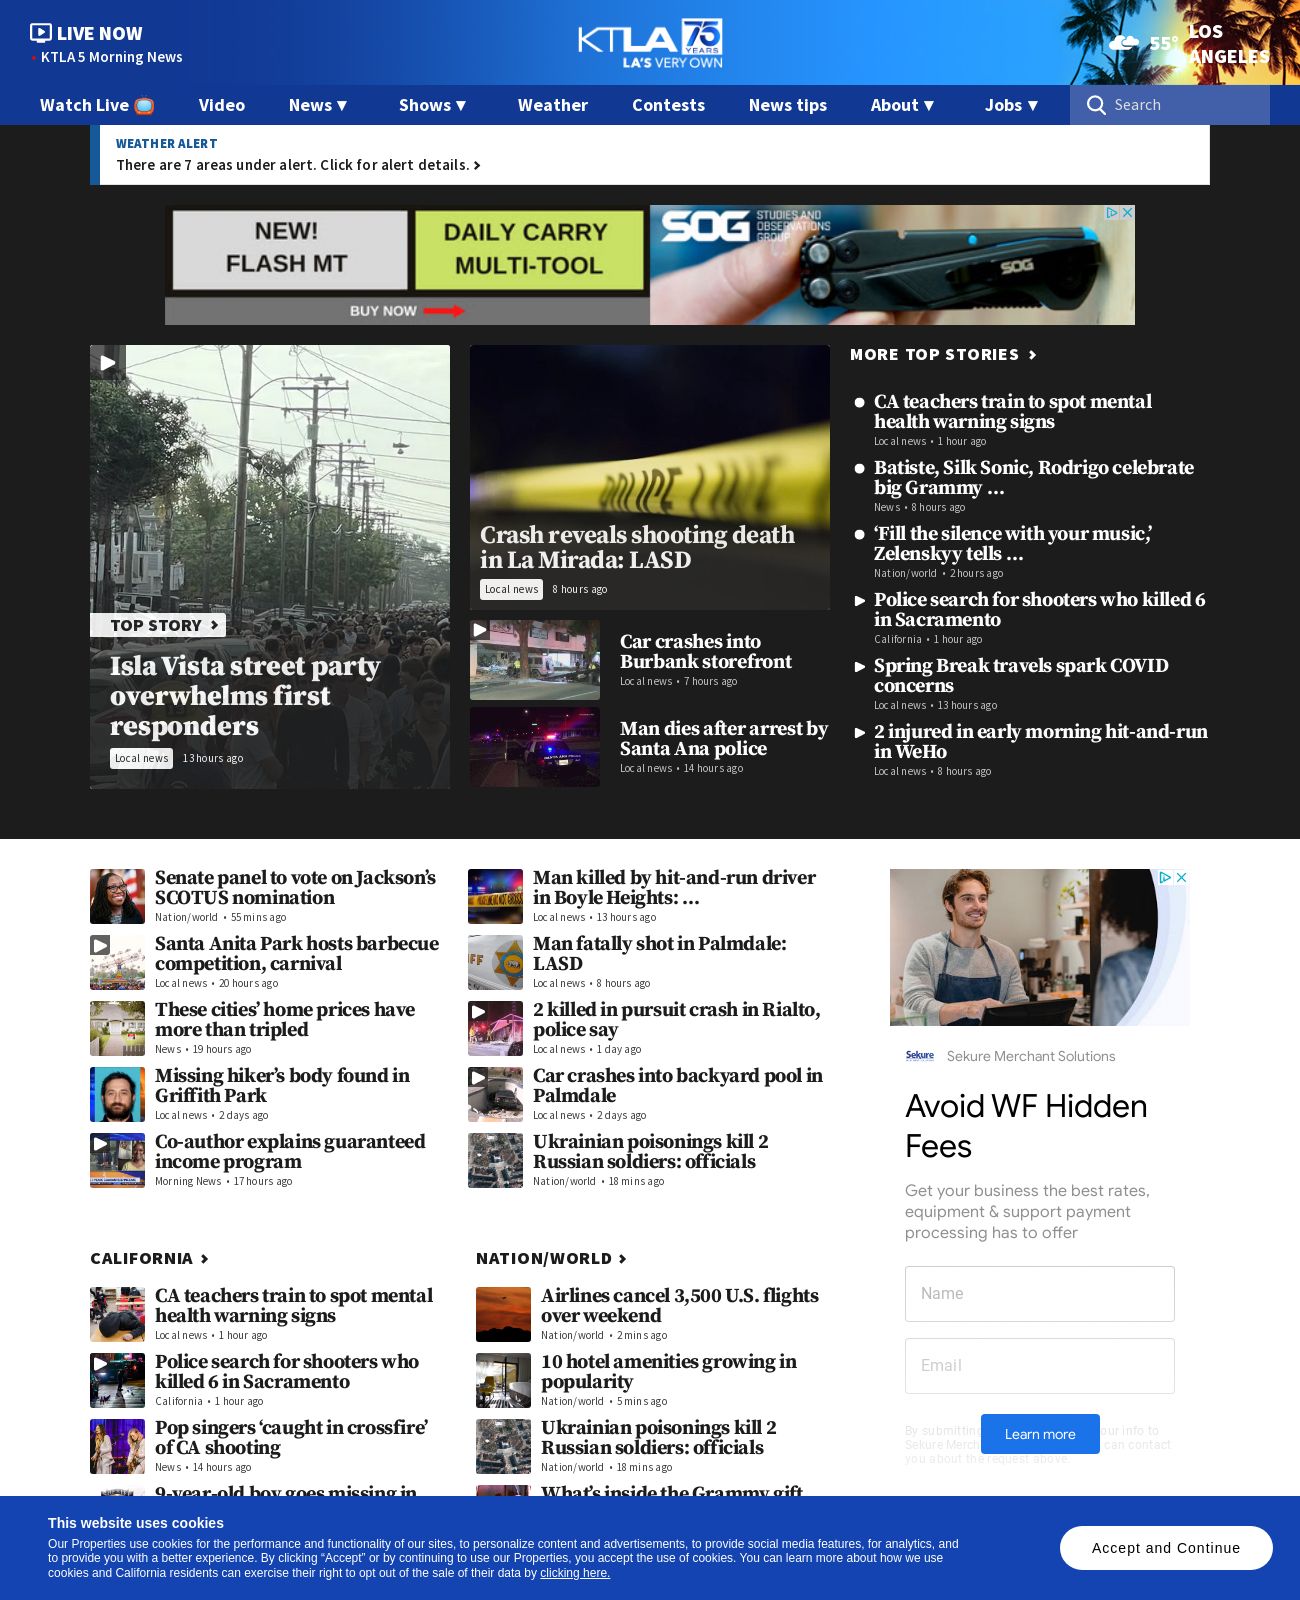 LIVE NOW
KTLA 5 Morning News
KTLA 75
YEARS
LA'S VERY OWN
55°
LOS
ANGELES
Watch Live
Video
News ▾
Shows ▾
Weather
Contests
News tips
About ▾
Jobs ▾
Search
WEATHER ALERT
There are 7 areas under alert. Click for alert details.
NEW!
FLASH MT
DAILY CARRY
MULTI-TOOL
BUY NOW
SOG
STUDIES AND
OBSERVATIONS
GROUP
SOG
TOP STORY
Isla Vista street party
overwhelms first
responders
Local news
13 hours ago
POLICE LINE
Crash reveals shooting death
in La Mirada: LASD
Local news
8 hours ago
Car crashes into
Burbank storefront
Local news • 7 hours ago
Man dies after arrest by
Santa Ana police
Local news • 14 hours ago
MORE TOP STORIES
CA teachers train to spot mental
health warning signs
Local news • 1 hour ago
Batiste, Silk Sonic, Rodrigo celebrate
big Grammy …
News • 8 hours ago
‘Fill the silence with your music,’
Zelenskyy tells …
Nation/world • 2 hours ago
Police search for shooters who killed 6
in Sacramento
California • 1 hour ago
Spring Break travels spark COVID
concerns
Local news • 13 hours ago
2 injured in early morning hit-and-run
in WeHo
Local news • 8 hours ago
Senate panel to vote on Jackson’s
SCOTUS nomination
Nation/world • 55 mins ago
Santa Anita Park hosts barbecue
competition, carnival
Local news • 20 hours ago
These cities’ home prices have
more than tripled
News • 19 hours ago
Missing hiker’s body found in
Griffith Park
Local news • 2 days ago
Co-author explains guaranteed
income program
Morning News • 17 hours ago
Man killed by hit-and-run driver
in Boyle Heights: …
Local news • 13 hours ago
Man fatally shot in Palmdale:
LASD
Local news • 8 hours ago
2 killed in pursuit crash in Rialto,
police say
Local news • 1 day ago
Car crashes into backyard pool in
Palmdale
Local news • 2 days ago
Ukrainian poisonings kill 2
Russian soldiers: officials
Nation/world • 18 mins ago
Sekure
Sekure Merchant Solutions
Avoid WF Hidden
Fees
Get your business the best rates,
equipment & support payment
processing has to offer
Name
Email
By submitting
our info to
Sekure Merch
can contact
you about the request above.
Learn more
CALIFORNIA
CA teachers train to spot mental
health warning signs
Local news • 1 hour ago
Police search for shooters who
killed 6 in Sacramento
California • 1 hour ago
Pop singers ‘caught in crossfire’
of CA shooting
News • 14 hours ago
9-year-old boy goes missing in
NATION/WORLD
Airlines cancel 3,500 U.S. flights
over weekend
Nation/world • 2 mins ago
10 hotel amenities growing in
popularity
Nation/world • 5 mins ago
Ukrainian poisonings kill 2
Russian soldiers: officials
Nation/world • 18 mins ago
What’s inside the Grammy gift
This website uses cookies
Our Properties use cookies for the performance and functionality of our sites, to personalize content and advertisements, to provide social media features, for analytics, and
to provide you with a better experience. By clicking “Accept” or by continuing to use our Properties, you accept the use of cookies. You can learn more about how we use
cookies and California residents can exercise their right to opt out of the sale of their data by clicking here.
Accept and Continue